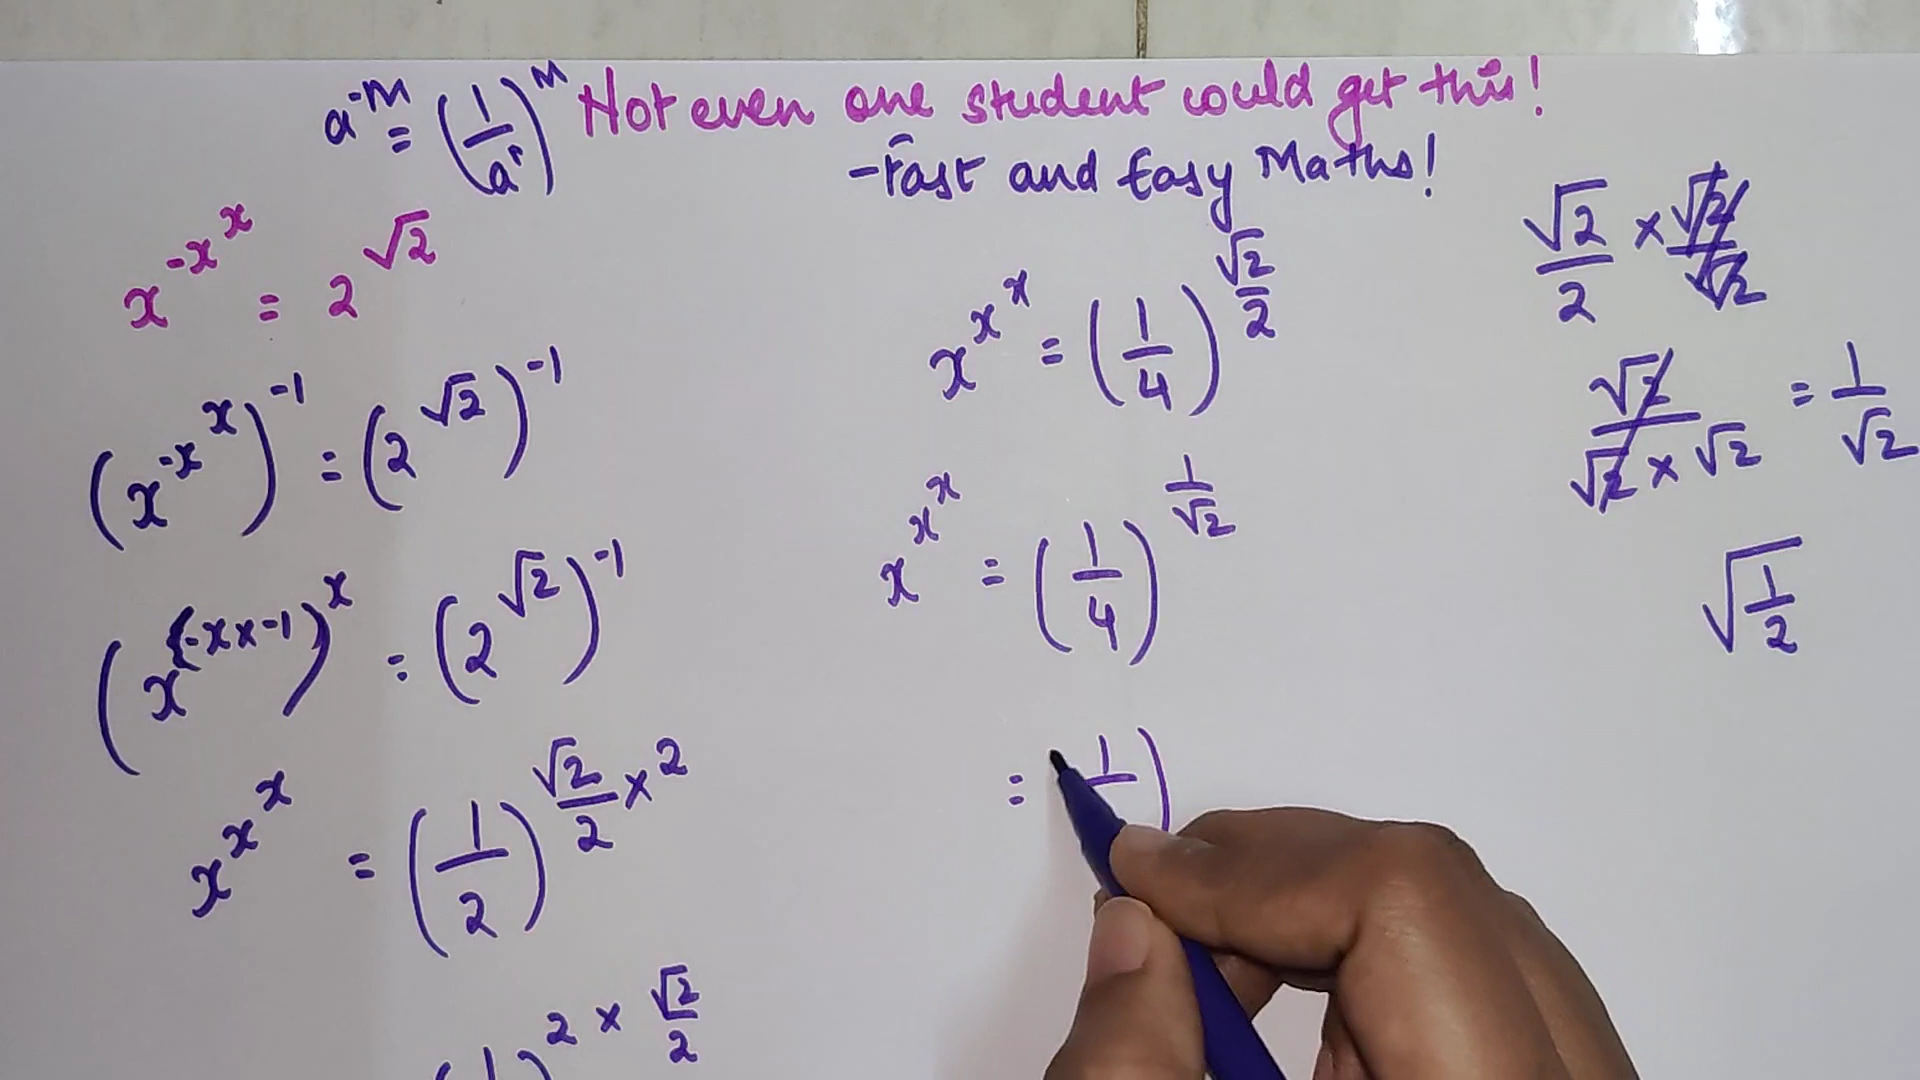 a^-M = (1/a^r)^M Not even one student could get this!
-Fast and Easy Maths!
x^-x^x = 2^√2
(x^-x^x)^-1 = (2^√2)^-1
(x^(-x×-1))^x = (2^√2)^-1
x^x^x = (1/2)^√2/2 × 2
(1 )^2 × √2/2
x^x^x = (1/4)^√2/2
x^x^x = (1/4)^1/√2
= 1 )
√2/2 × √2/√2
√2/√2 × √2 = 1/√2
√1/2